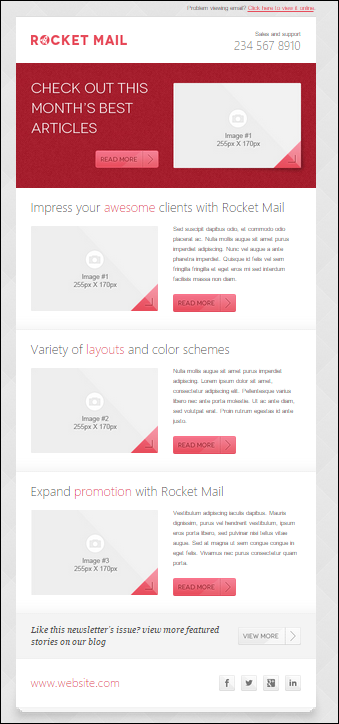 Problem viewing email? Click here to view it online.
ROCKET MAIL
Sales and support
234 567 8910
CHECK OUT THIS
MONTH'S BEST
ARTICLES
READ MORE
Image #1
255px X 170px
Impress your awesome clients with Rocket Mail
Image #1
255px X 170px
Sed suscipit dapibus odio, et commodo odio
placerat ac. Nulla mollis augue sit amet purus
imperdiet adipiscing. Nunc vel augue a ante
pharetra imperdiet. Quisque id felis vel sem
fringilla fringilla et eget eros mi sed interdum
facilisis massa non diam.
READ MORE
Variety of layouts and color schemes
Image #2
255px X 170px
Nulla mollis augue sit amet purus imperdiet
adipiscing. Lorem ipsum dolor sit amet,
consectetur adipiscing elit. Pellentesque varius
libero nec ante porta molestie. Ut ac ante diam,
sed volutpat erat. Proin rutrum egestas id ante
justo.
READ MORE
Expand promotion with Rocket Mail
Image #3
255px X 170px
Vestibulum adipiscing iaculis dapibus. Mauris
dignissim, purus vel hendrerit vestibulum, ipsum
eros porta libero, sed pulvinar nisi tellus vitae
augue. Sed at magna ut sem congue congue in
eget felis. Vivamus nec purus consectetur quam
porta.
READ MORE
Like this newsletter's issue? view more featured
stories on our blog
VIEW MORE
www.website.com